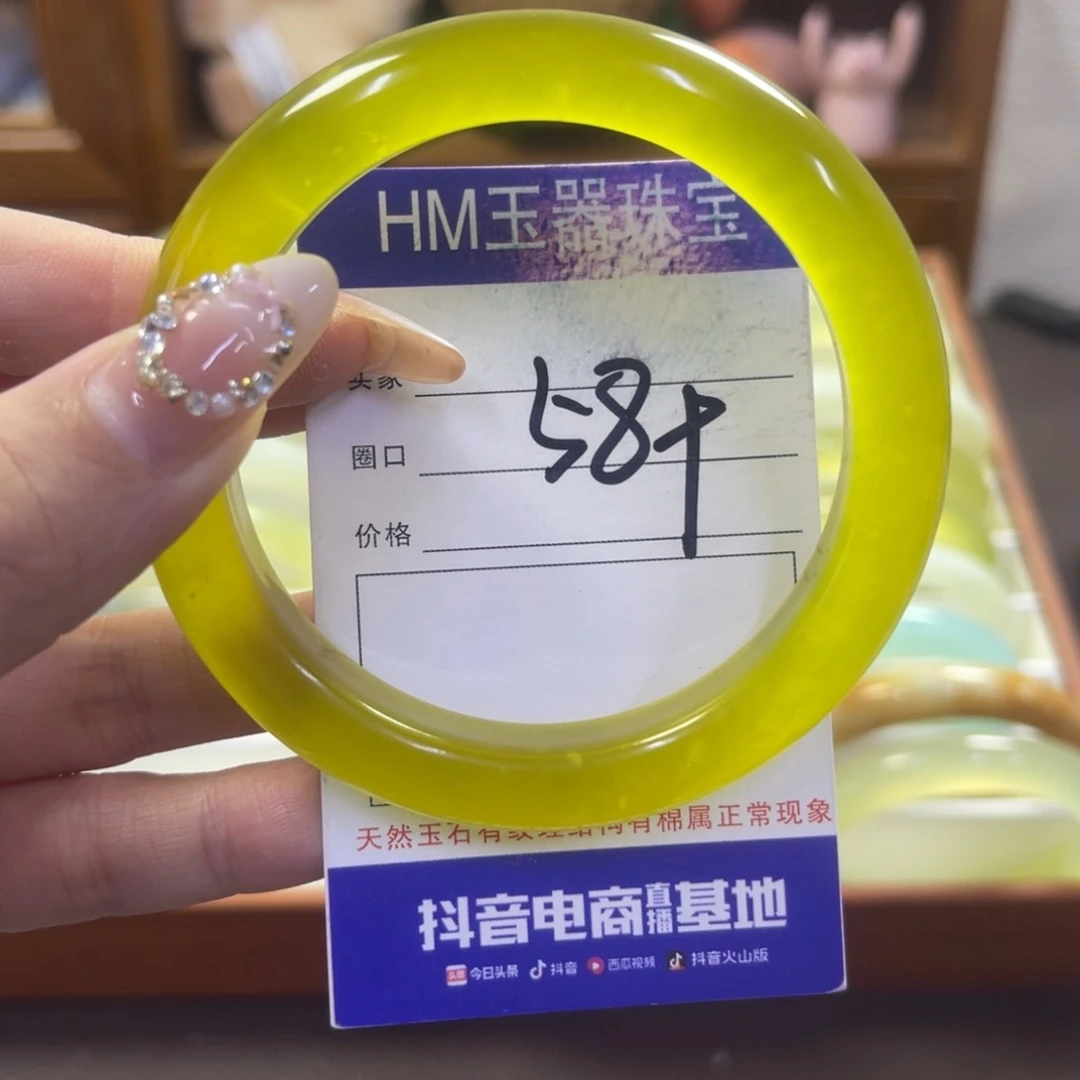 HM玉器珠宝
买家
58+
圈口
价格
天然玉石有纹理结构有棉属正常现象
抖音电商直播基地
头条 今日头条 抖音 西瓜视频 抖音火山版